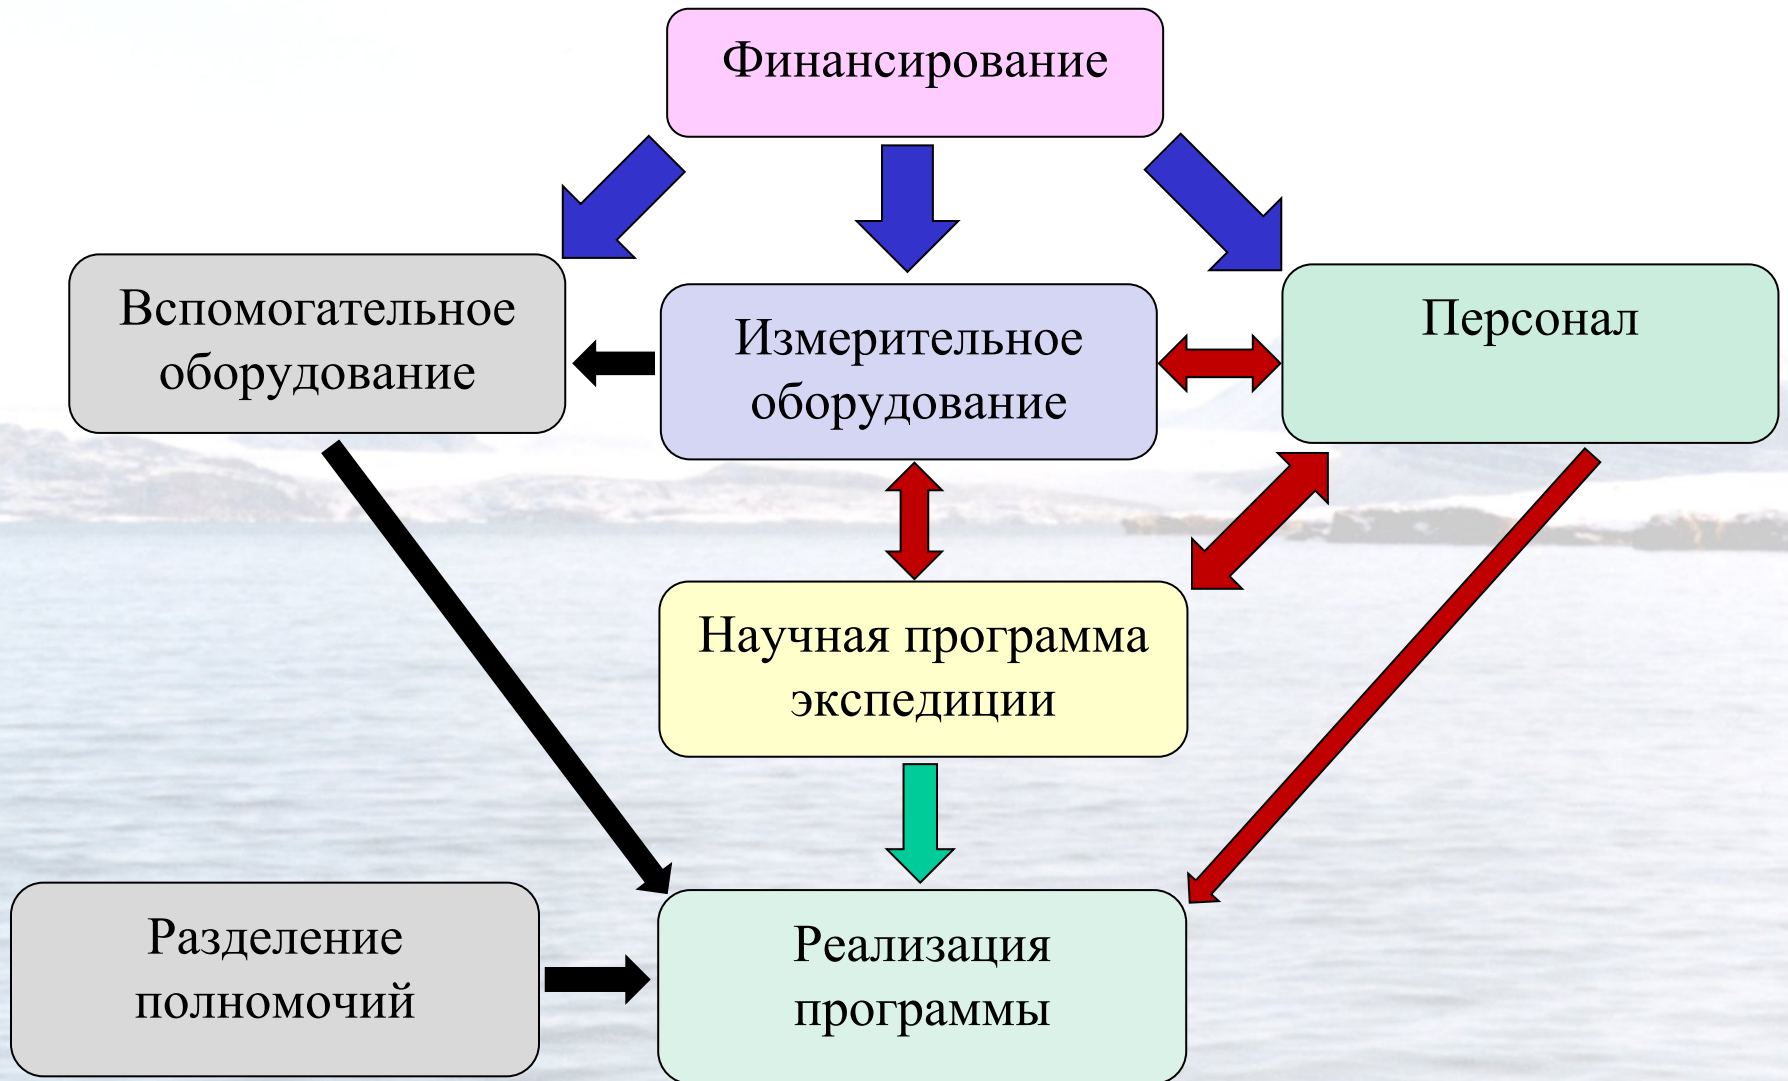 Финансирование
Вспомогательное
оборудование
Измерительное
оборудование
Персонал
Научная программа
экспедиции
Разделение
полномочий
Реализация
программы